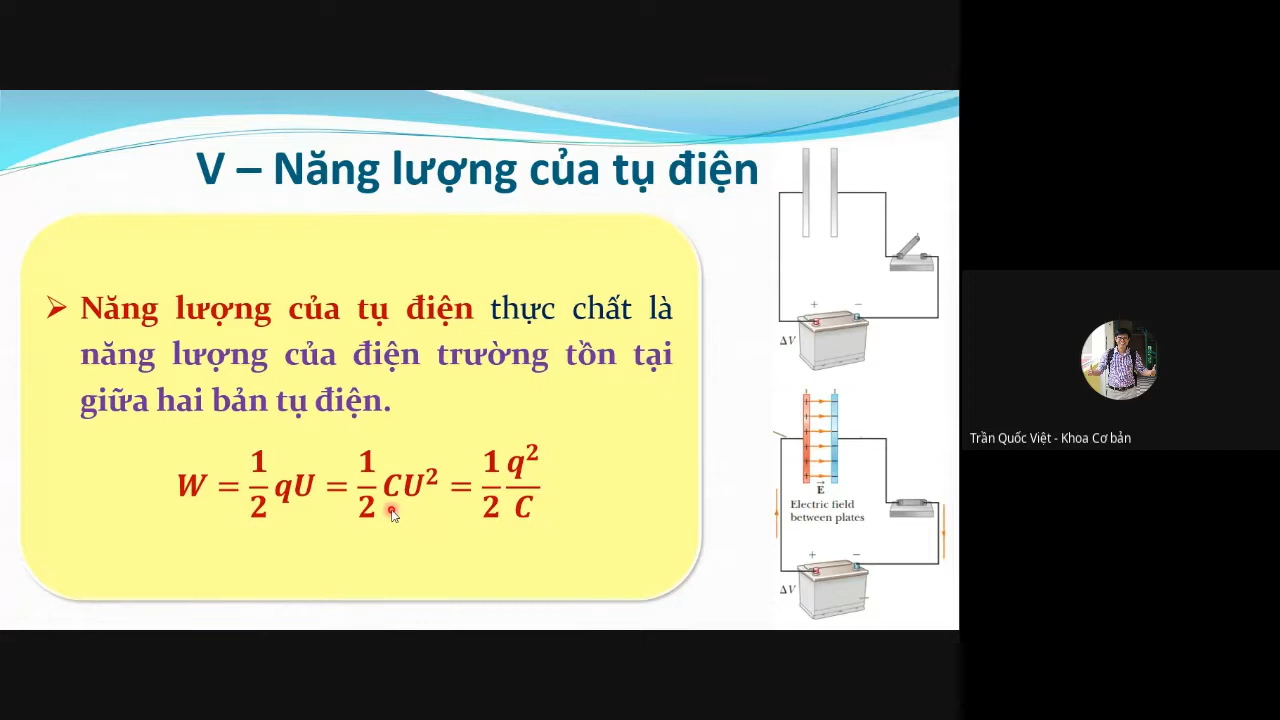 V – Năng lượng của tụ điện
➢ Năng lượng của tụ điện thực chất là
năng lượng của điện trường tồn tại
giữa hai bản tụ điện.
W = 1/2 qU = 1/2 CU² = 1/2 q²/C
+ −
ΔV
E⃗
Electric field
between plates
+ −
ΔV
Trần Quốc Việt - Khoa Cơ bản